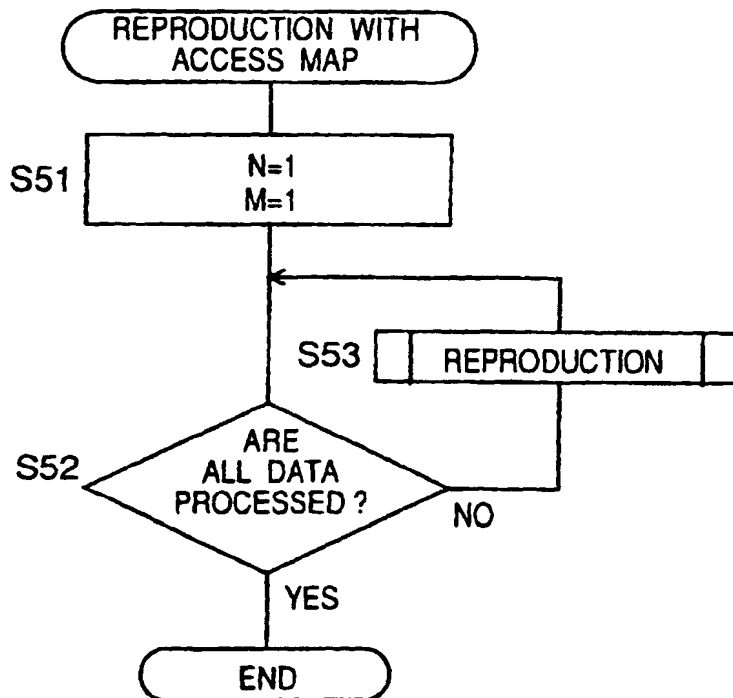 REPRODUCTION WITH
ACCESS MAP
S51
N=1
M=1
S53
REPRODUCTION
S52
ARE
ALL DATA
PROCESSED ?
NO
YES
END